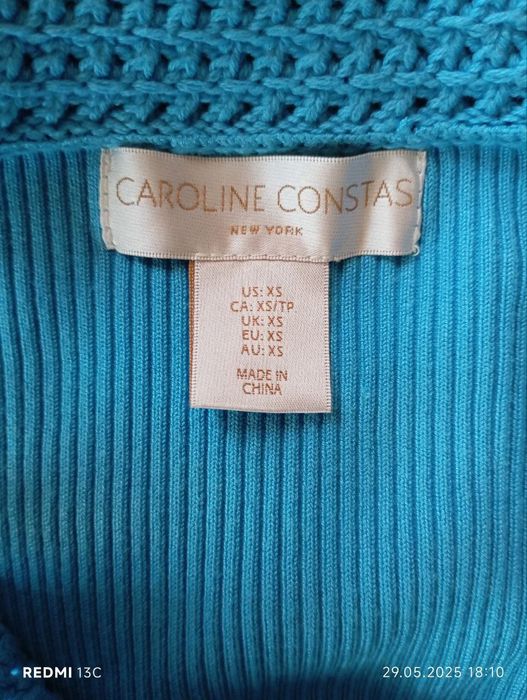 CAROLINE CONSTAS
NEW YORK
US: XS
CA: XS/TP
UK: XS
EU: XS
AU: XS
MADE IN
CHINA
REDMI 13C
29.05.2025 18:10